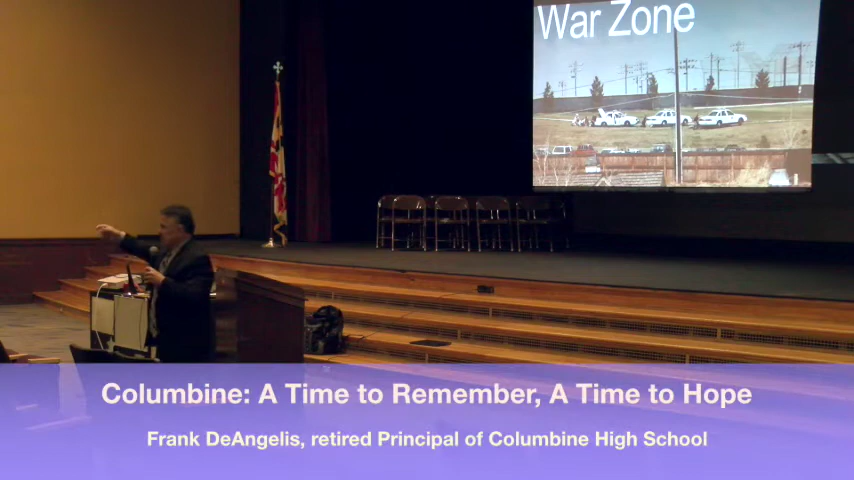 War Zone
Columbine: A Time to Remember, A Time to Hope
Frank DeAngelis, retired Principal of Columbine High School